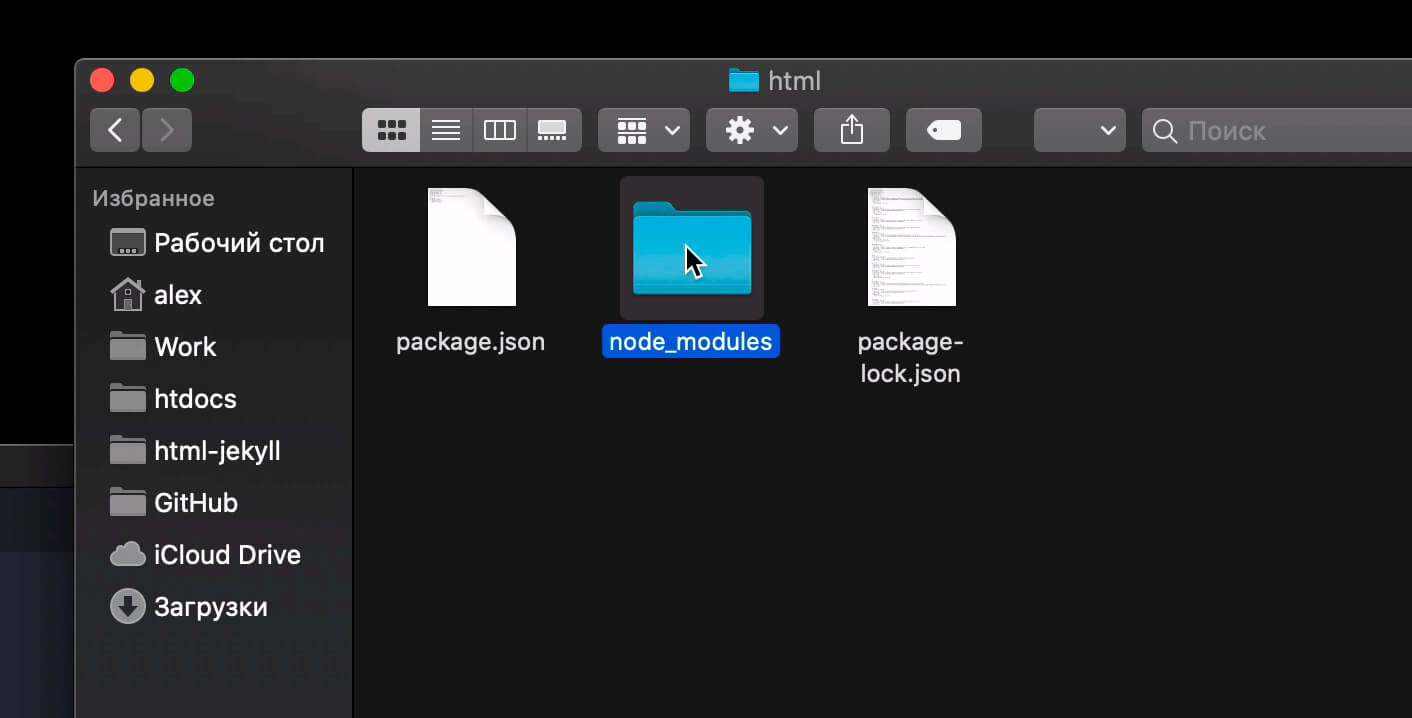 html
Поиск
Избранное
Рабочий стол
alex
Work
htdocs
html-jekyll
GitHub
iCloud Drive
Загрузки
package.json
node_modules
package-
lock.json